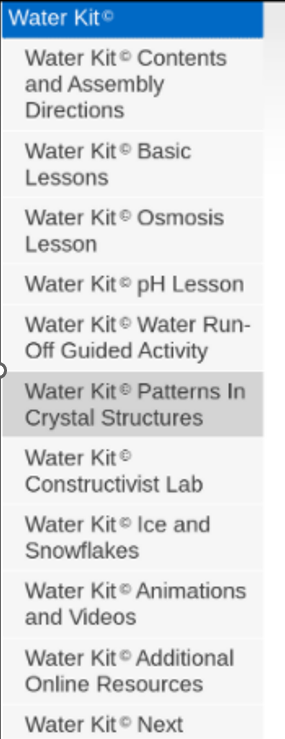 Water Kit©
Water Kit© Contents
and Assembly
Directions
Water Kit© Basic
Lessons
Water Kit© Osmosis
Lesson
Water Kit© pH Lesson
Water Kit© Water Run-
Off Guided Activity
Water Kit© Patterns In
Crystal Structures
Water Kit©
Constructivist Lab
Water Kit© Ice and
Snowflakes
Water Kit© Animations
and Videos
Water Kit© Additional
Online Resources
Water Kit© Next